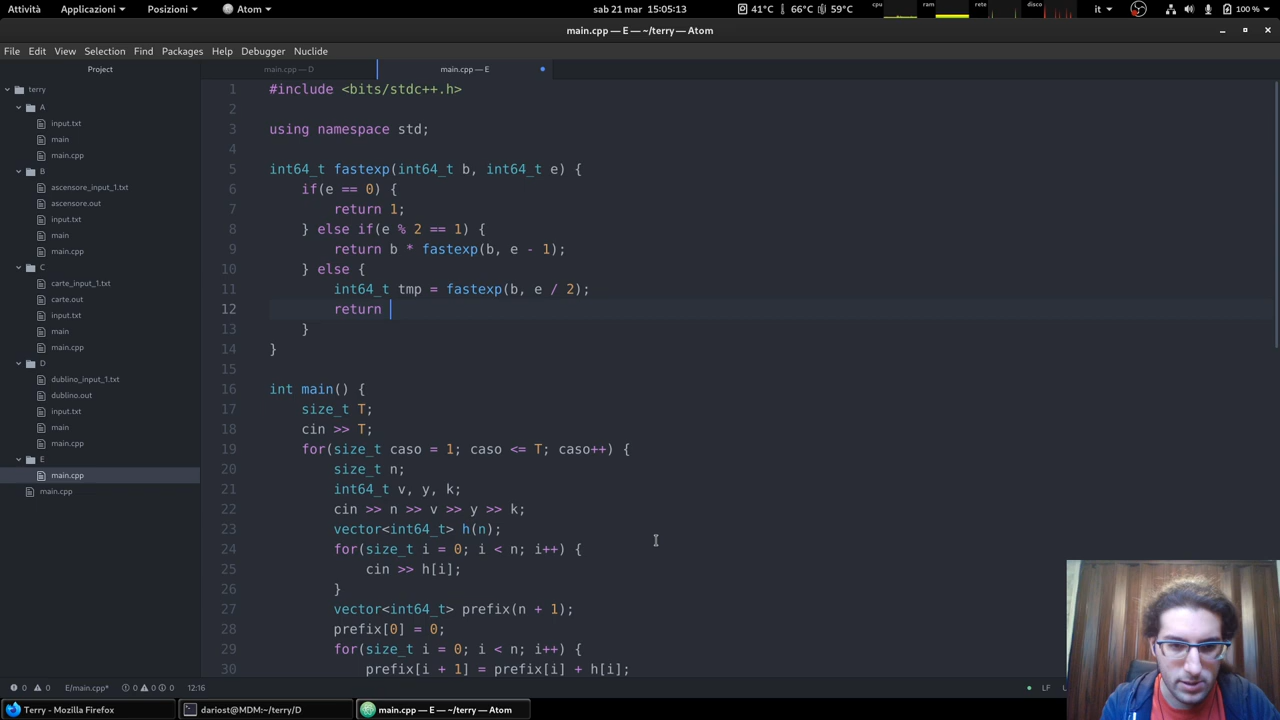 Attività Applicazioni Posizioni Atom sab 21 mar 15:05:13 cpu ram rete disco 41°C 66°C 59°C it 100 %
main.cpp — E — ~/terry — Atom
File Edit View Selection Find Packages Help Debugger Nuclide
Project
main.cpp — D
main.cpp — E
terry
A
input.txt
main
main.cpp
B
ascensore_input_1.txt
ascensore.out
input.txt
main
main.cpp
C
carte_input_1.txt
carte.out
input.txt
main
main.cpp
D
dublino_input_1.txt
dublino.out
input.txt
main
main.cpp
E
main.cpp
main.cpp
1 #include <bits/stdc++.h>
2
3 using namespace std;
4
5 int64_t fastexp(int64_t b, int64_t e) {
6     if(e == 0) {
7         return 1;
8     } else if(e % 2 == 1) {
9         return b * fastexp(b, e - 1);
10     } else {
11         int64_t tmp = fastexp(b, e / 2);
12         return
13     }
14 }
15
16 int main() {
17     size_t T;
18     cin >> T;
19     for(size_t caso = 1; caso <= T; caso++) {
20         size_t n;
21         int64_t v, y, k;
22         cin >> n >> v >> y >> k;
23         vector<int64_t> h(n);
24         for(size_t i = 0; i < n; i++) {
25             cin >> h[i];
26         }
27         vector<int64_t> prefix(n + 1);
28         prefix[0] = 0;
29         for(size_t i = 0; i < n; i++) {
30             prefix[i + 1] = prefix[i] + h[i];
0 0 E/main.cpp* 0 0 0 12:16 LF
Terry - Mozilla Firefox dariost@MDM:~/terry/D main.cpp — E — ~/terry — Atom